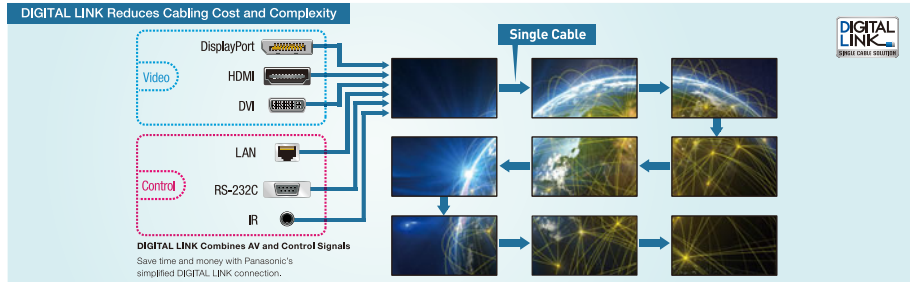 DIGITAL LINK Reduces Cabling Cost and Complexity
DIGITAL
LINK
SINGLE CABLE SOLUTION
Single Cable
Video
DisplayPort
HDMI
DVI
Control
LAN
RS-232C
IR
DIGITAL LINK Combines AV and Control Signals
Save time and money with Panasonic's
simplified DIGITAL LINK connection.